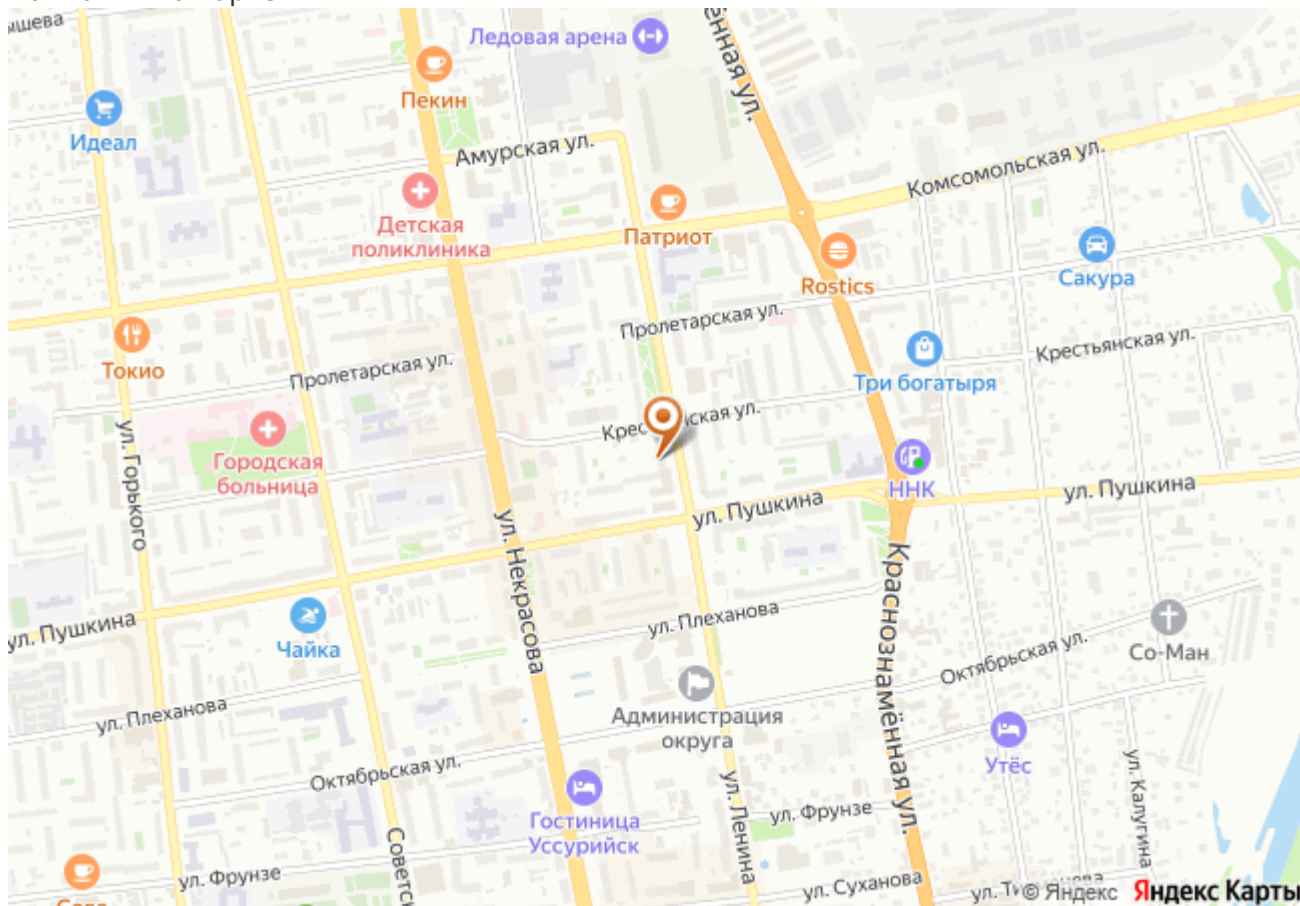 Ледовая арена
Пекин
Идеал
Амурская ул.
Комсомольская ул.
Детская
поликлиника
Патриот
Rostics
Сакура
Пролетарская ул.
Крестьянская ул.
Токио
Пролетарская ул.
Три богатыря
ул. Горького
Городская
больница
ННК
ул. Пушкина
ул. Пушкина
ул. Некрасова
Краснознамённая ул.
ул. Пушкина
Чайка
ул. Плеханова
Октябрьская ул.
Со-Ман
ул. Плеханова
Администрация
округа
Утёс
Октябрьская ул.
ул. Ленина
ул. Калугина
Гостиница
Уссурийск
ул. Фрунзе
ул. Фрунзе
ул. Суханова
© Яндекс Яндекс Карты